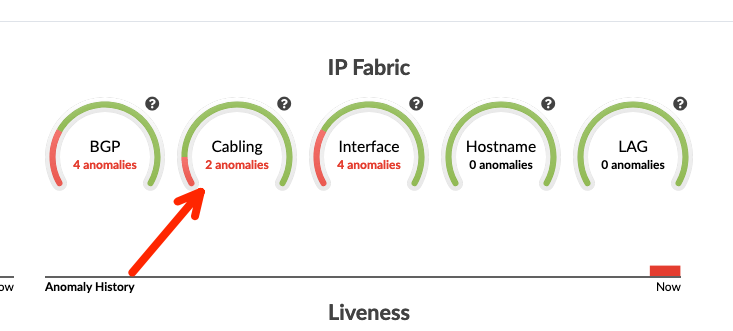 IP Fabric
?
?
?
?
?
BGP
4 anomalies
Cabling
2 anomalies
Interface
4 anomalies
Hostname
0 anomalies
LAG
0 anomalies
ow
Anomaly History
Now
Liveness